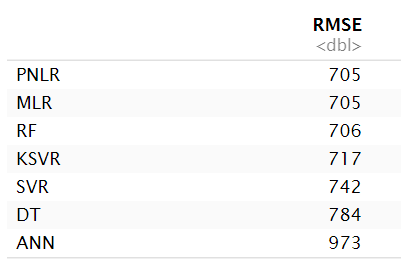 RMSE
<dbl>
PNLR 705
MLR 705
RF 706
KSVR 717
SVR 742
DT 784
ANN 973